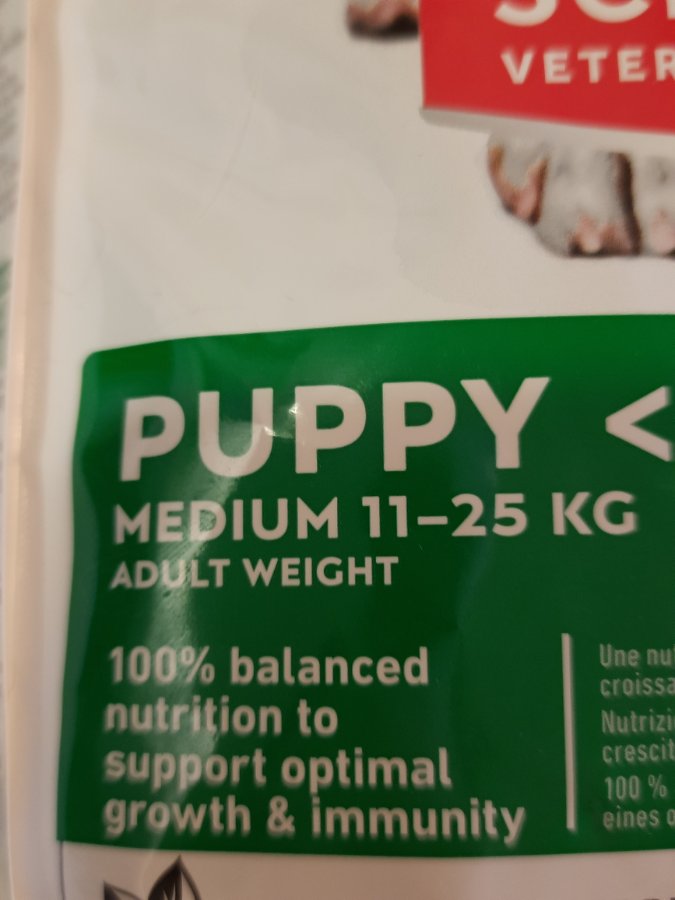 VETER
PUPPY <
MEDIUM 11–25 KG
ADULT WEIGHT
100% balanced
nutrition to
support optimal
growth & immunity
Une nu
croissa
Nutrizi
crescit
100 %
eines o